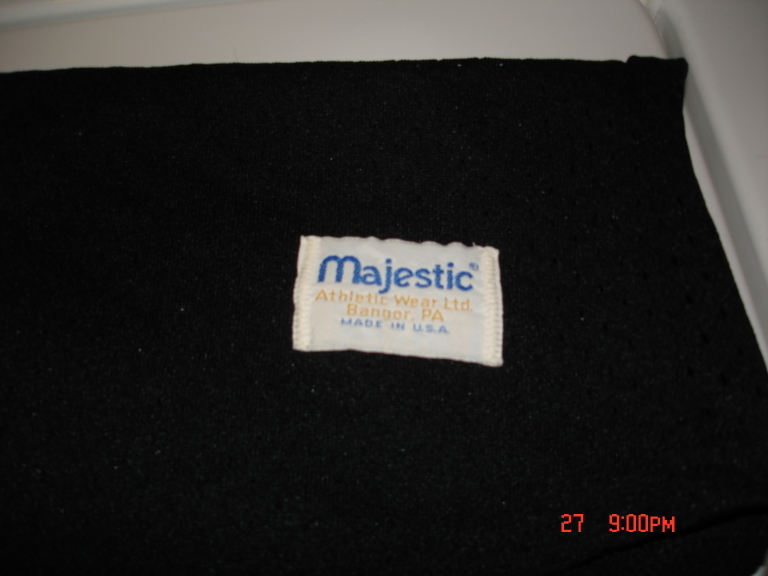 Majestic®
Athletic Wear Ltd.
Bangor, PA
MADE IN U.S.A.
27 9:00PM